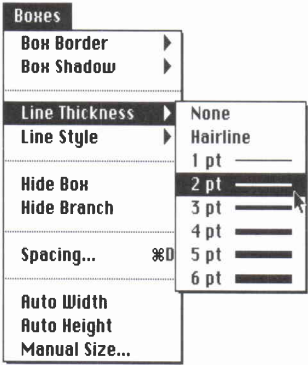 Boxes
Box Border
Box Shadow
Line Thickness
Line Style
Hide Box
Hide Branch
Spacing... ⌘D
Auto Width
Auto Height
Manual Size...
None
Hairline
1 pt
2 pt
3 pt
4 pt
5 pt
6 pt